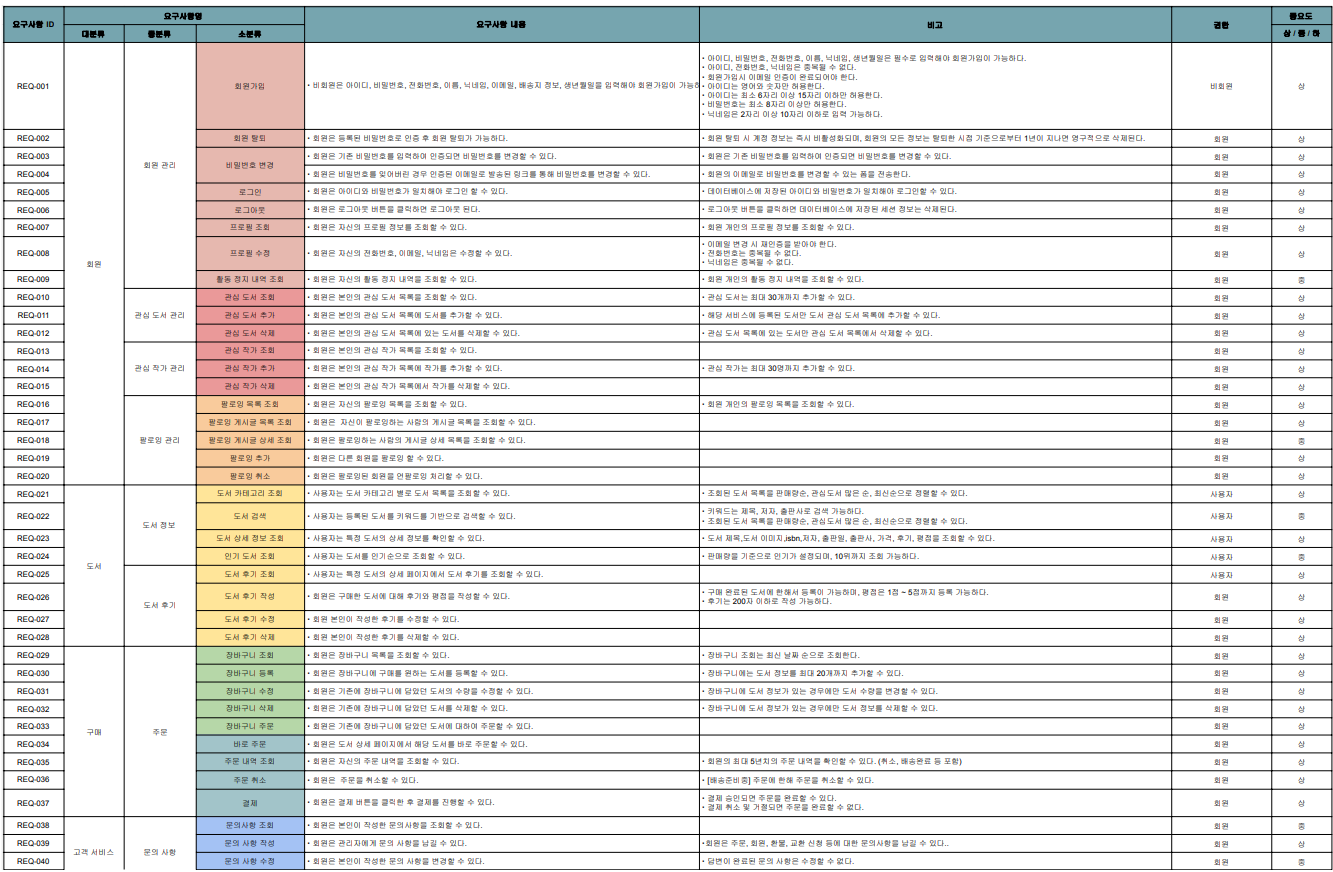 요구사항 ID 요구사항명 요구사항 내용 비고 권한 중요도
대분류 중분류 소분류 상 / 중 / 하
REQ-001 회원 회원 관리 회원가입 • 비회원은 아이디, 비밀번호, 전화번호, 이름, 닉네임, 이메일, 배송지 정보, 생년월일을 입력해야 회원가입이 가능하 비회원 상
• 아이디, 비밀번호, 전화번호, 이름, 닉네임, 생년월일은 필수로 입력해야 회원가입이 가능하다.
• 아이디, 전화번호, 닉네임은 중복될 수 없다.
• 회원가입시 이메일 인증이 완료되어야 한다.
• 아이디는 영어와 숫자만 허용한다.
• 아이디는 최소 6자리 이상 15자리 이하만 허용한다.
• 비밀번호는 최소 8자리 이상만 허용한다.
• 닉네임은 2자리 이상 10자리 이하로 입력 가능하다.
REQ-002 회원 탈퇴 • 회원은 등록된 비밀번호로 인증 후 회원 탈퇴가 가능하다. • 회원 탈퇴 시 계정 정보는 즉시 비활성화되며, 회원의 모든 정보는 탈퇴한 시점 기준으로부터 1년이 지나면 영구적으로 삭제된다. 회원 상
REQ-003 비밀번호 변경 • 회원은 기존 비밀번호를 입력하여 인증되면 비밀번호를 변경할 수 있다. • 회원은 기존 비밀번호를 입력하여 인증되면 비밀번호를 변경할 수 있다. 회원 상
REQ-004 • 회원은 비밀번호를 잊어버린 경우 인증된 이메일로 발송된 링크를 통해 비밀번호를 변경할 수 있다. • 회원의 이메일로 비밀번호를 변경할 수 있는 폼을 전송한다. 회원 상
REQ-005 로그인 • 회원은 아이디와 비밀번호가 일치해야 로그인 할 수 있다. • 데이터베이스에 저장된 아이디와 비밀번호가 일치해야 로그인할 수 있다. 회원 상
REQ-006 로그아웃 • 회원은 로그아웃 버튼을 클릭하면 로그아웃 된다. • 로그아웃 버튼을 클릭하면 데이터베이스에 저장된 세션 정보는 삭제된다. 회원 상
REQ-007 프로필 조회 • 회원은 자신의 프로필 정보를 조회할 수 있다. • 회원 개인의 프로필 정보를 조회할 수 있다. 회원 상
REQ-008 프로필 수정 • 회원은 자신의 전화번호, 이메일, 닉네임은 수정할 수 있다. 회원 상
• 이메일 변경 시 재인증을 받아야 한다.
• 전화번호는 중복될 수 없다.
• 닉네임은 중복될 수 없다.
REQ-009 활동 정지 내역 조회 • 회원은 자신의 활동 정지 내역을 조회할 수 있다. • 회원 개인의 활동 정지 내역을 조회할 수 있다. 회원 중
REQ-010 관심 도서 관리 관심 도서 조회 • 회원은 본인의 관심 도서 목록을 조회할 수 있다. • 관심 도서는 최대 30개까지 추가할 수 있다. 회원 상
REQ-011 관심 도서 추가 • 회원은 본인의 관심 도서 목록에 도서를 추가할 수 있다. • 해당 서비스에 등록된 도서만 도서 관심 도서 목록에 추가할 수 있다. 회원 상
REQ-012 관심 도서 삭제 • 회원은 본인의 관심 도서 목록에 있는 도서를 삭제할 수 있다. • 관심 도서 목록에 있는 도서만 관심 도서 목록에서 삭제할 수 있다. 회원 상
REQ-013 관심 작가 관리 관심 작가 조회 • 회원은 본인의 관심 작가 목록을 조회할 수 있다. 회원 상
REQ-014 관심 작가 추가 • 회원은 본인의 관심 작가 목록에 작가를 추가할 수 있다. • 관심 작가는 최대 30명까지 추가할 수 있다. 회원 상
REQ-015 관심 작가 삭제 • 회원은 본인의 관심 작가 목록에서 작가를 삭제할 수 있다. 회원 상
REQ-016 팔로잉 관리 팔로잉 목록 조회 • 회원은 자신의 팔로잉 목록을 조회할 수 있다. • 회원 개인의 팔로잉 목록을 조회할 수 있다. 회원 상
REQ-017 팔로잉 게시글 목록 조회 • 회원은 자신이 팔로잉하는 사람의 게시글 목록을 조회할 수 있다. 회원 상
REQ-018 팔로잉 게시글 상세 조회 • 회원은 팔로잉하는 사람의 게시글 상세 목록을 조회할 수 있다. 회원 중
REQ-019 팔로잉 추가 • 회원은 다른 회원을 팔로잉 할 수 있다. 회원 상
REQ-020 팔로잉 취소 • 회원은 팔로잉된 회원을 언팔로잉 처리할 수 있다. 회원 상
REQ-021 도서 도서 정보 도서 카테고리 조회 • 사용자는 도서 카테고리 별로 도서 목록을 조회할 수 있다. • 조회된 도서 목록을 판매량순, 관심도서 많은 순, 최신순으로 정렬할 수 있다. 사용자 상
REQ-022 도서 검색 • 사용자는 등록된 도서를 키워드를 기반으로 검색할 수 있다. 사용자 중
• 키워드는 제목, 저자, 출판사로 검색 가능하다.
• 조회된 도서 목록을 판매량순, 관심도서 많은 순, 최신순으로 정렬할 수 있다.
REQ-023 도서 상세 정보 조회 • 사용자는 특정 도서의 상세 정보를 확인할 수 있다. • 도서 제목,도서 이미지,isbn,저자, 출판일, 출판사, 가격, 후기, 평점을 조회할 수 있다. 사용자 상
REQ-024 인기 도서 조회 • 사용자는 도서를 인기순으로 조회할 수 있다. • 판매량을 기준으로 인기가 설정되며, 10위까지 조회 가능하다. 사용자 중
REQ-025 도서 후기 도서 후기 조회 • 사용자는 특정 도서의 상세 페이지에서 도서 후기를 조회할 수 있다. 사용자 상
REQ-026 도서 후기 작성 • 회원은 구매한 도서에 대해 후기와 평점을 작성할 수 있다. 회원 상
• 구매 완료된 도서에 한해서 등록이 가능하며, 평점은 1점 ~ 5점까지 등록 가능하다.
• 후기는 200자 이하로 작성 가능하다.
REQ-027 도서 후기 수정 • 회원 본인이 작성한 후기를 수정할 수 있다. 회원 상
REQ-028 도서 후기 삭제 • 회원 본인이 작성한 후기를 삭제할 수 있다. 회원 상
REQ-029 구매 주문 장바구니 조회 • 회원은 장바구니 목록을 조회할 수 있다. • 장바구니 조회는 최신 날짜 순으로 조회한다. 회원 상
REQ-030 장바구니 등록 • 회원은 장바구니에 구매를 원하는 도서를 등록할 수 있다. • 장바구니에는 도서 정보를 최대 20개까지 추가할 수 있다. 회원 상
REQ-031 장바구니 수정 • 회원은 기존에 장바구니에 담았던 도서의 수량을 수정할 수 있다. • 장바구니에 도서 정보가 있는 경우에만 도서 수량을 변경할 수 있다. 회원 상
REQ-032 장바구니 삭제 • 회원은 기존에 장바구니에 담았던 도서를 삭제할 수 있다. • 장바구니에 도서 정보가 있는 경우에만 도서 정보를 삭제할 수 있다. 회원 상
REQ-033 장바구니 주문 • 회원은 기존에 장바구니에 담았던 도서에 대하여 주문할 수 있다. 회원 상
REQ-034 바로 주문 • 회원은 도서 상세 페이지에서 해당 도서를 바로 주문할 수 있다. 회원 상
REQ-035 주문 내역 조회 • 회원은 자신의 주문 내역을 조회할 수 있다. • 회원의 최대 5년치의 주문 내역을 확인할 수 있다. (취소, 배송완료 등 포함) 회원 상
REQ-036 주문 취소 • 회원은 주문을 취소할 수 있다. • [배송준비중] 주문에 한해 주문을 취소할 수 있다. 회원 중
REQ-037 결제 • 회원은 결제 버튼을 클릭한 후 결제를 진행할 수 있다. 회원 상
• 결제 승인되면 주문을 완료할 수 있다.
• 결제 취소 및 거절되면 주문을 완료할 수 없다.
REQ-038 고객 서비스 문의 사항 문의사항 조회 • 회원은 본인이 작성한 문의사항을 조회할 수 있다. 회원 중
REQ-039 문의 사항 작성 • 회원은 관리자에게 문의 사항을 남길 수 있다. •회원은 주문, 회원, 환불, 교환 신청 등에 대한 문의사항을 남길 수 있다.. 회원 상
REQ-040 문의 사항 수정 • 회원은 본인이 작성한 문의 사항을 변경할 수 있다. • 답변이 완료된 문의 사항은 수정할 수 없다. 회원 중